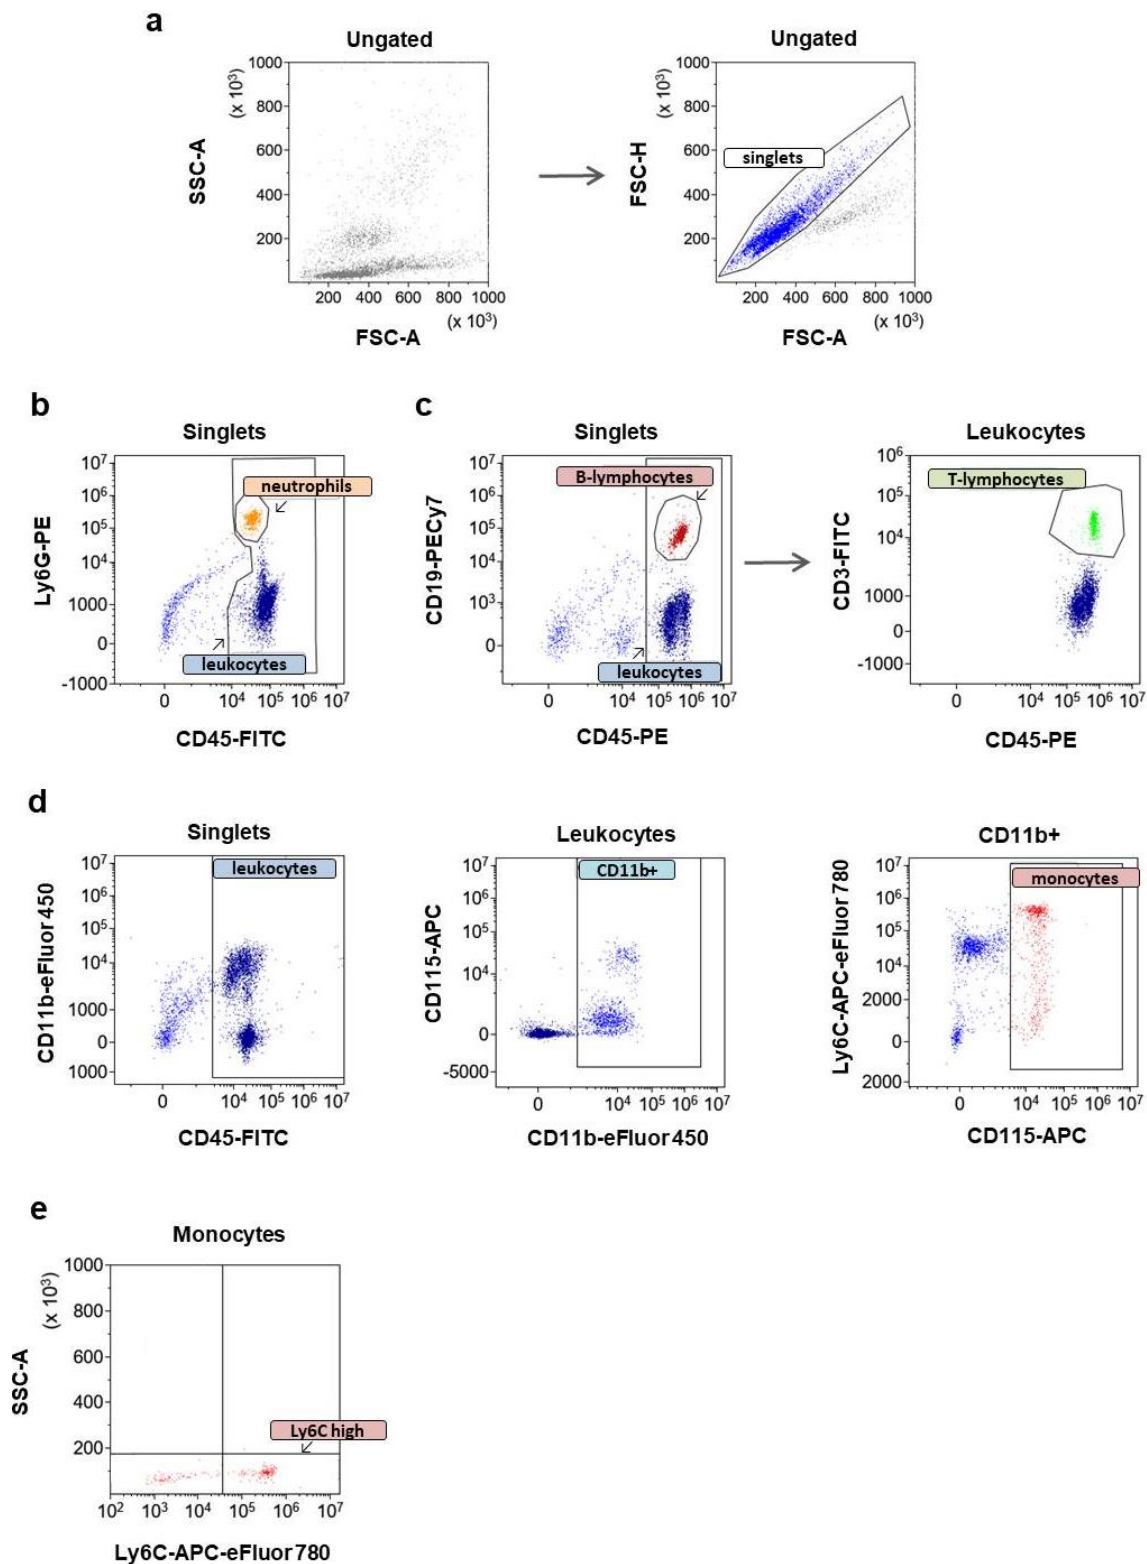 a
Ungated
Ungated
(x 10³)
1000
800
600
400
200
SSC-A
200 400 600 800 1000
(x 10³)
FSC-A
(x 10³)
1000
800
600
400
200
FSC-H
singlets
200 400 600 800 1000
(x 10³)
FSC-A
b
Singlets
10⁷
10⁶
10⁵
10⁴
1000
0
-1000
Ly6G-PE
neutrophils
leukocytes
0 10⁴ 10⁵ 10⁶ 10⁷
CD45-FITC
c
Singlets
10⁷
10⁶
10⁵
10⁴
10³
0
CD19-PECy7
B-lymphocytes
leukocytes
0 10⁴ 10⁵ 10⁶ 10⁷
CD45-PE
Leukocytes
10⁶
10⁵
10⁴
1000
0
-1000
CD3-FITC
T-lymphocytes
0 10⁴ 10⁵ 10⁶ 10⁷
CD45-PE
d
Singlets
10⁷
10⁶
10⁵
10⁴
1000
0
1000
CD11b-eFluor 450
leukocytes
0 10⁴ 10⁵ 10⁶ 10⁷
CD45-FITC
Leukocytes
10⁷
10⁶
10⁵
10⁴
0
-5000
CD115-APC
CD11b+
0 10⁴ 10⁵ 10⁶ 10⁷
CD11b-eFluor 450
CD11b+
10⁷
10⁶
10⁵
10⁴
2000
0
2000
Ly6C-APC-eFluor 780
monocytes
0 10⁴ 10⁵ 10⁶ 10⁷
CD115-APC
e
Monocytes
(x 10³)
1000
800
600
400
200
SSC-A
Ly6C high
10² 10³ 10⁴ 10⁵ 10⁶ 10⁷
Ly6C-APC-eFluor 780